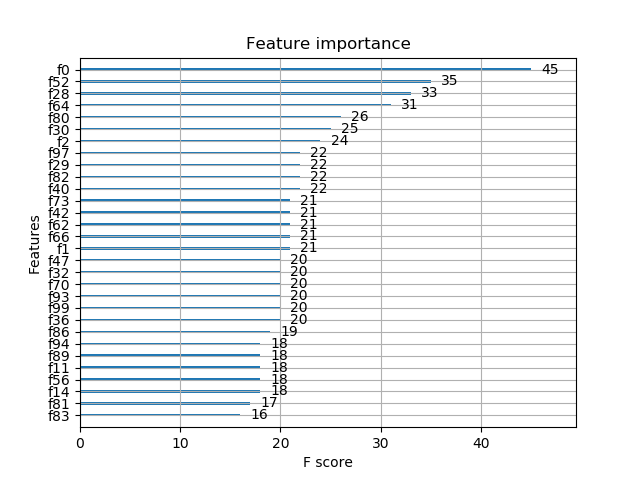 Feature importance
f0 45
f52 35
f28 33
f64 31
f80 26
f30 25
f2 24
f97 22
f29 22
f82 22
f40 22
f73 21
f42 21
f62 21
f66 21
f1 21
f47 20
f32 20
f70 20
f93 20
f99 20
f36 20
f86 19
f94 18
f89 18
f11 18
f56 18
f14 18
f81 17
f83 16
Features
0 10 20 30 40
F score